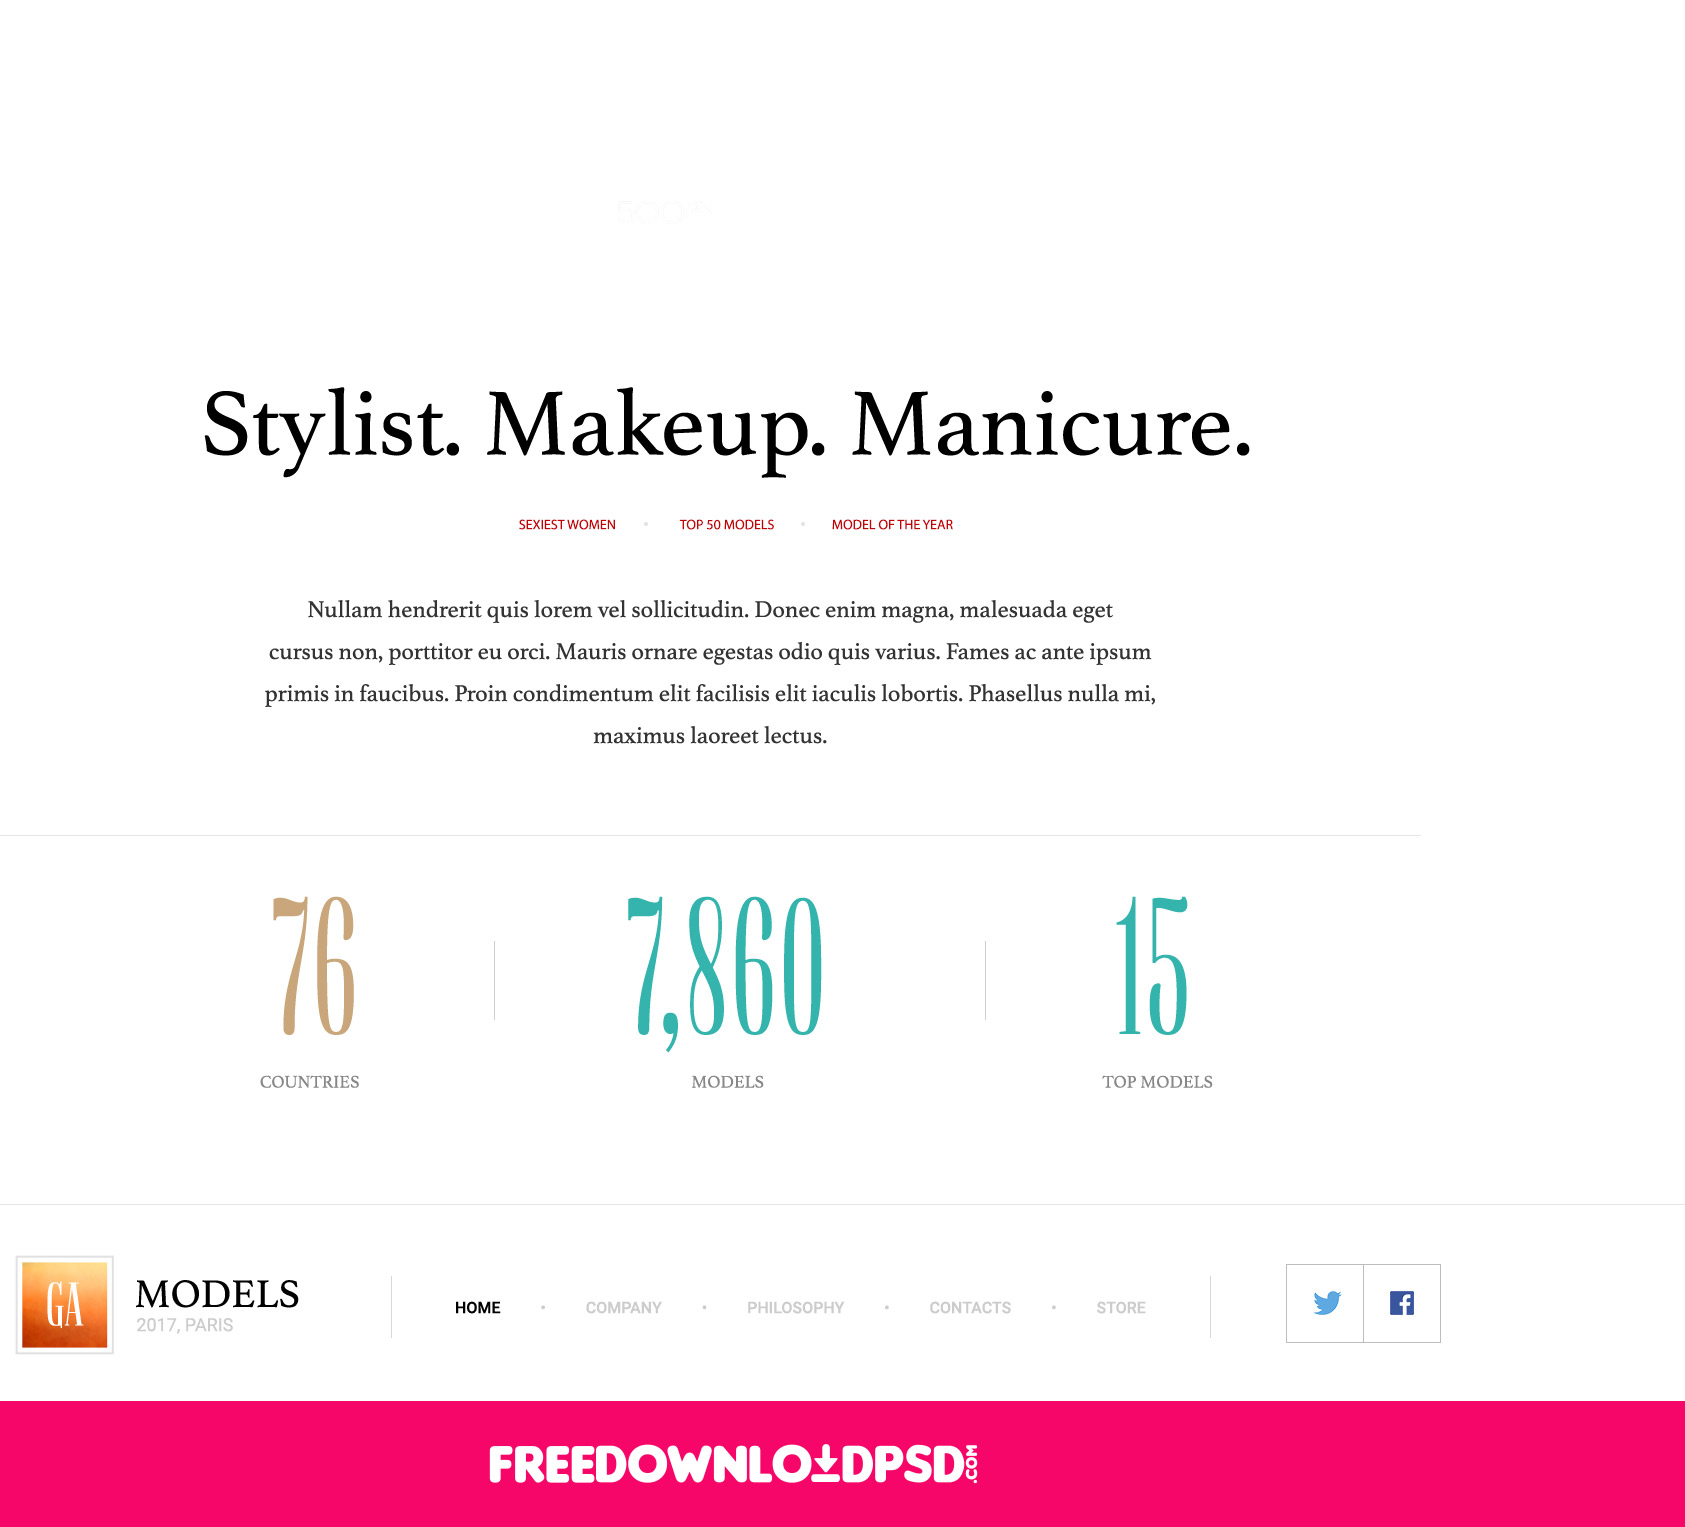 Stylist. Makeup. Manicure.
SEXIEST WOMEN • TOP 50 MODELS • MODEL OF THE YEAR
Nullam hendrerit quis lorem vel sollicitudin. Donec enim magna, malesuada eget
cursus non, porttitor eu orci. Mauris ornare egestas odio quis varius. Fames ac ante ipsum
primis in faucibus. Proin condimentum elit facilisis elit iaculis lobortis. Phasellus nulla mi,
maximus laoreet lectus.
76 7,860 15
COUNTRIES MODELS TOP MODELS
GA MODELS
2017, PARIS
HOME • COMPANY • PHILOSOPHY • CONTACTS • STORE
FREEDOWNLOADPSD.COM